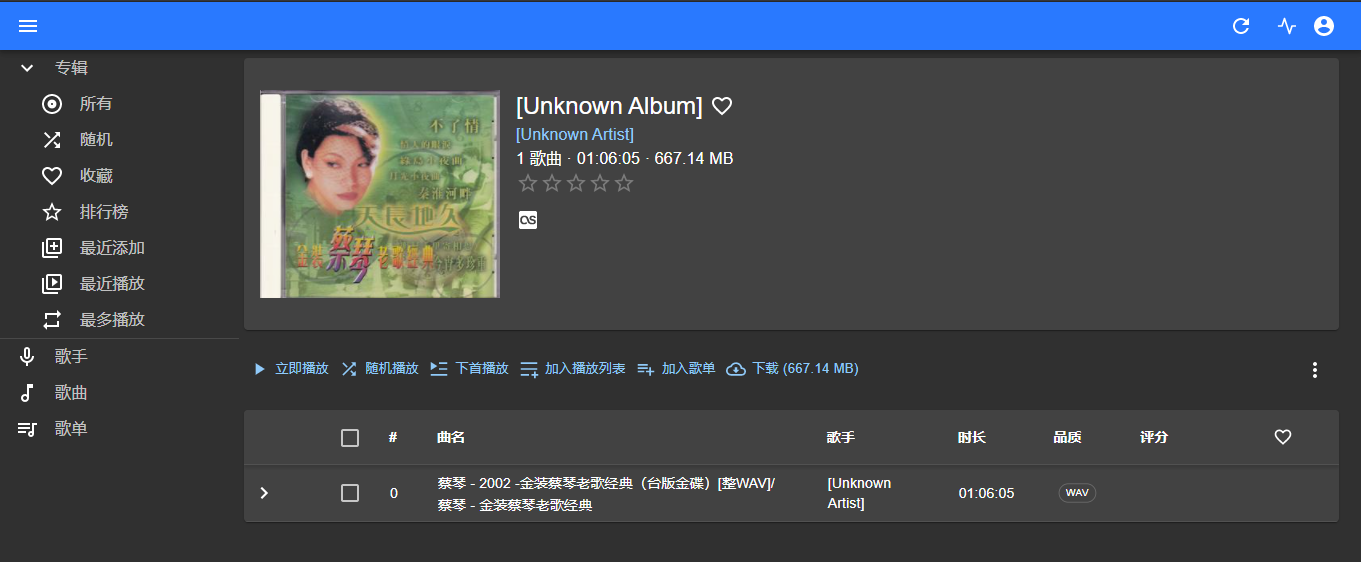 专辑
所有
随机
收藏
排行榜
最近添加
最近播放
最多播放
歌手
歌曲
歌单
不了情
秦淮河畔
天長地久
金装蔡琴老歌經典
[Unknown Album]
[Unknown Artist]
1 歌曲 · 01:06:05 · 667.14 MB
立即播放 随机播放 下首播放 加入播放列表 加入歌单 下载 (667.14 MB)
# 曲名 歌手 时长 品质 评分
0 蔡琴 - 2002 -金装蔡琴老歌经典（台版金碟）[整WAV]/
蔡琴 - 金装蔡琴老歌经典
[Unknown
Artist]
01:06:05
WAV